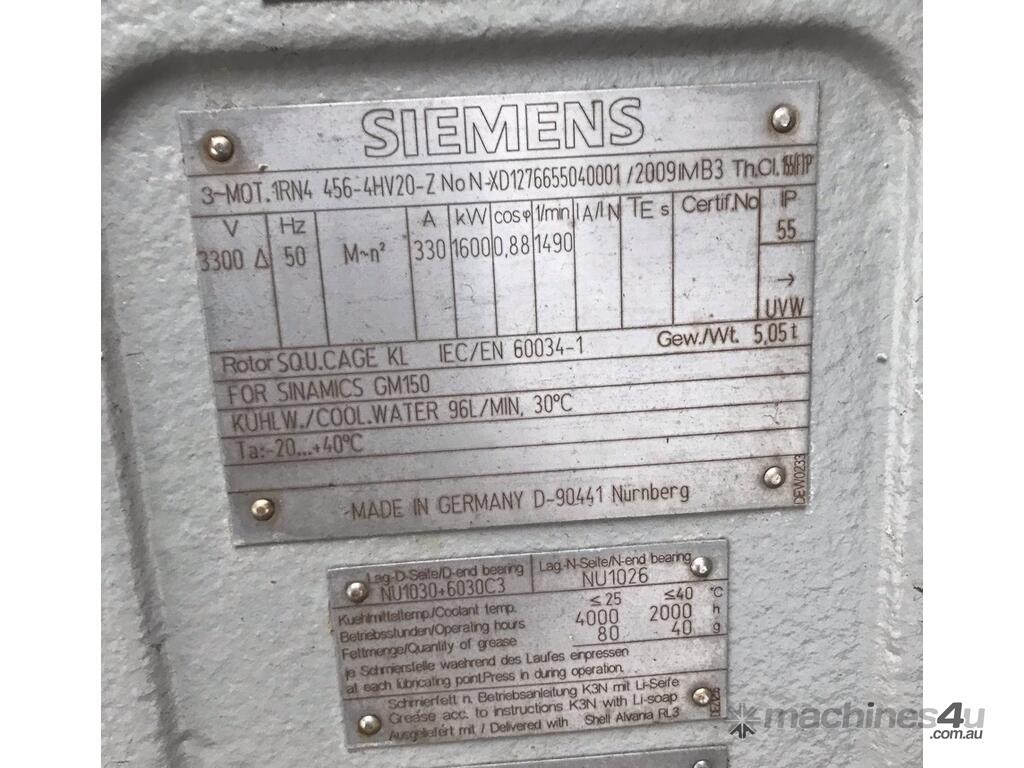 SIEMENS
3~MOT. 1RN4 456-4HV20-Z No N-XD1276655040001 /2009 IMB3 Th.Cl. 155(F)IP
V Hz A kW cosφ 1/min IA/IN TE s Certif.No IP
3300 Δ 50 M~n² 330 1600 0,88 1490 55
→
UVW
Rotor SQU.CAGE KL IEC/EN 60034-1 Gew./Wt. 5,05 t
FOR SINAMICS GM150
KÜHLW./COOL.WATER 96L/MIN, 30°C
Ta:-20...+40°C
DEW0233
MADE IN GERMANY D-90441 Nürnberg
Lag.-D-Seite/D-end bearing Lag.-N-Seite/N-end bearing
NU1030+6030C3 NU1026
Kuehlmitteltemp./Coolant temp. ≤25 ≤40 °C
Betriebsstunden/Operating hours 4000 2000 h
Fettmenge/Quantity of grease 80 40 g
je Schmierstelle waehrend des Laufes einpressen
at each lubricating point.Press in during operation.
Schmierfett n. Betriebsanleitung K3N mit Li-Seife
Grease acc. to instructions K3N with Li-soap
Ausgeliefert mit / Delivered with Shell Alvania RL3
machines4u
.com.au